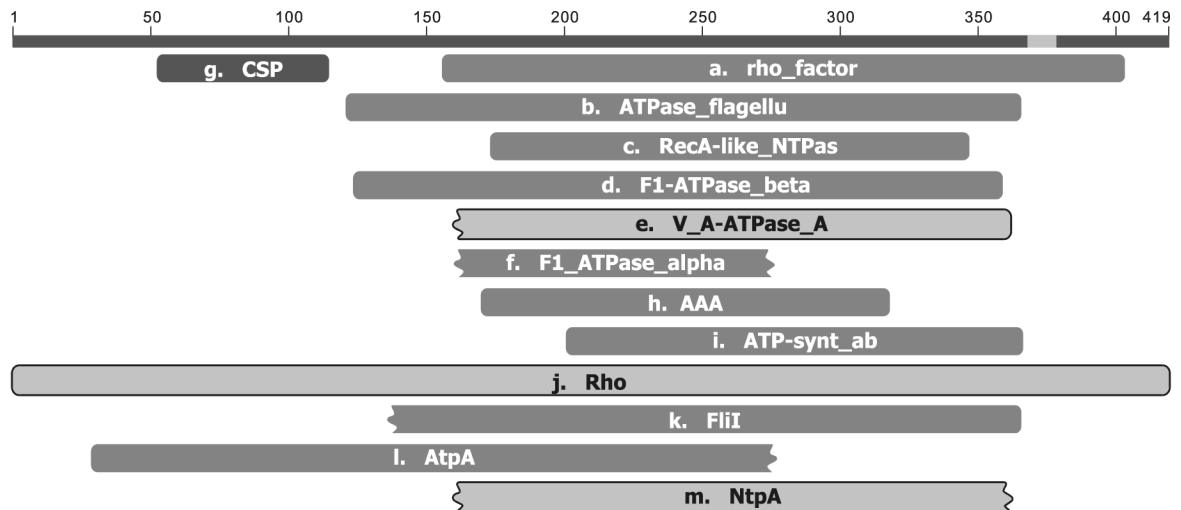 1 50 100 150 200 250 300 350 400 419
g. CSP a. rho_factor
b. ATPase_flagellu
c. RecA-like_NTPas
d. F1-ATPase_beta
e. V_A-ATPase_A
f. F1_ATPase_alpha
h. AAA
i. ATP-synt_ab
j. Rho
k. FliI
l. AtpA
m. NtpA